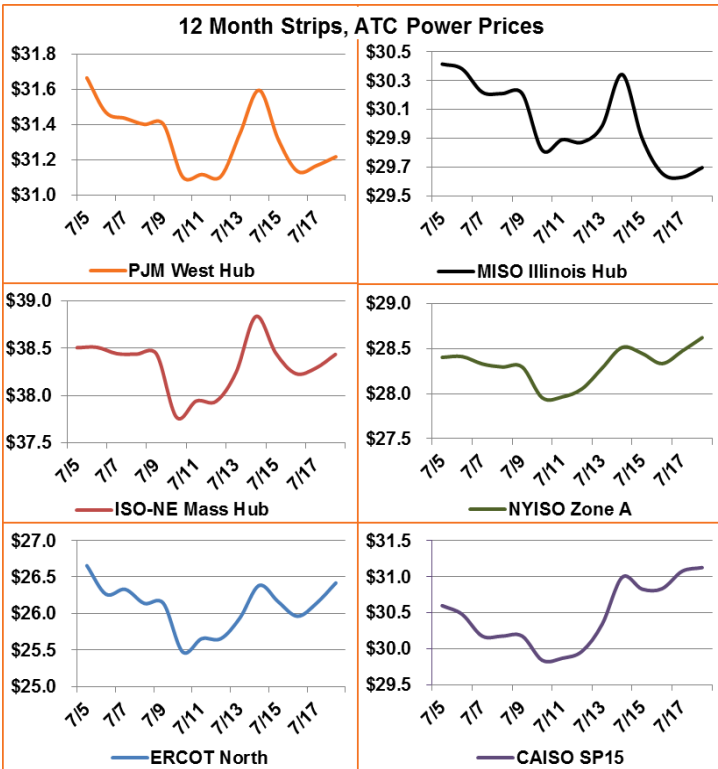 12 Month Strips, ATC Power Prices
$31.8
$31.6
$31.4
$31.2
$31.0
7/5 7/7 7/9 7/11 7/13 7/15 7/17
PJM West Hub
$30.5
$30.3
$30.1
$29.9
$29.7
$29.5
7/5 7/7 7/9 7/11 7/13 7/15 7/17
MISO Illinois Hub
$39.0
$38.5
$38.0
$37.5
7/5 7/7 7/9 7/11 7/13 7/15 7/17
ISO-NE Mass Hub
$29.0
$28.5
$28.0
$27.5
7/5 7/7 7/9 7/11 7/13 7/15 7/17
NYISO Zone A
$27.0
$26.5
$26.0
$25.5
$25.0
7/5 7/7 7/9 7/11 7/13 7/15 7/17
ERCOT North
$31.5
$31.0
$30.5
$30.0
$29.5
7/5 7/7 7/9 7/11 7/13 7/15 7/17
CAISO SP15